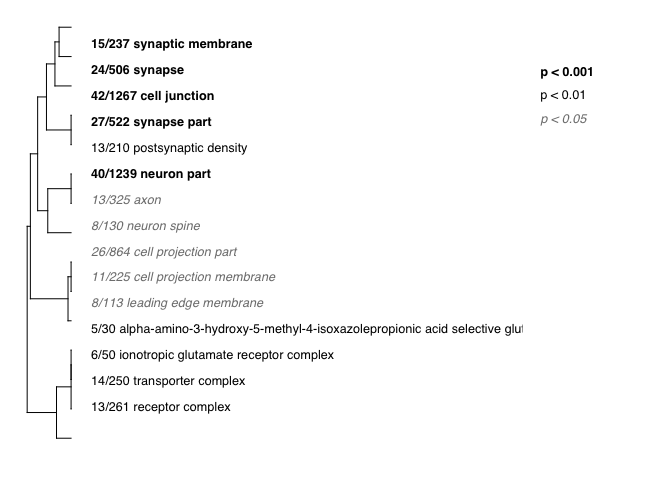 15/237 synaptic membrane
24/506 synapse
42/1267 cell junction
27/522 synapse part
13/210 postsynaptic density
40/1239 neuron part
13/325 axon
8/130 neuron spine
26/864 cell projection part
11/225 cell projection membrane
8/113 leading edge membrane
5/30 alpha-amino-3-hydroxy-5-methyl-4-isoxazolepropionic acid selective glut
6/50 ionotropic glutamate receptor complex
14/250 transporter complex
13/261 receptor complex
p < 0.001
p < 0.01
p < 0.05